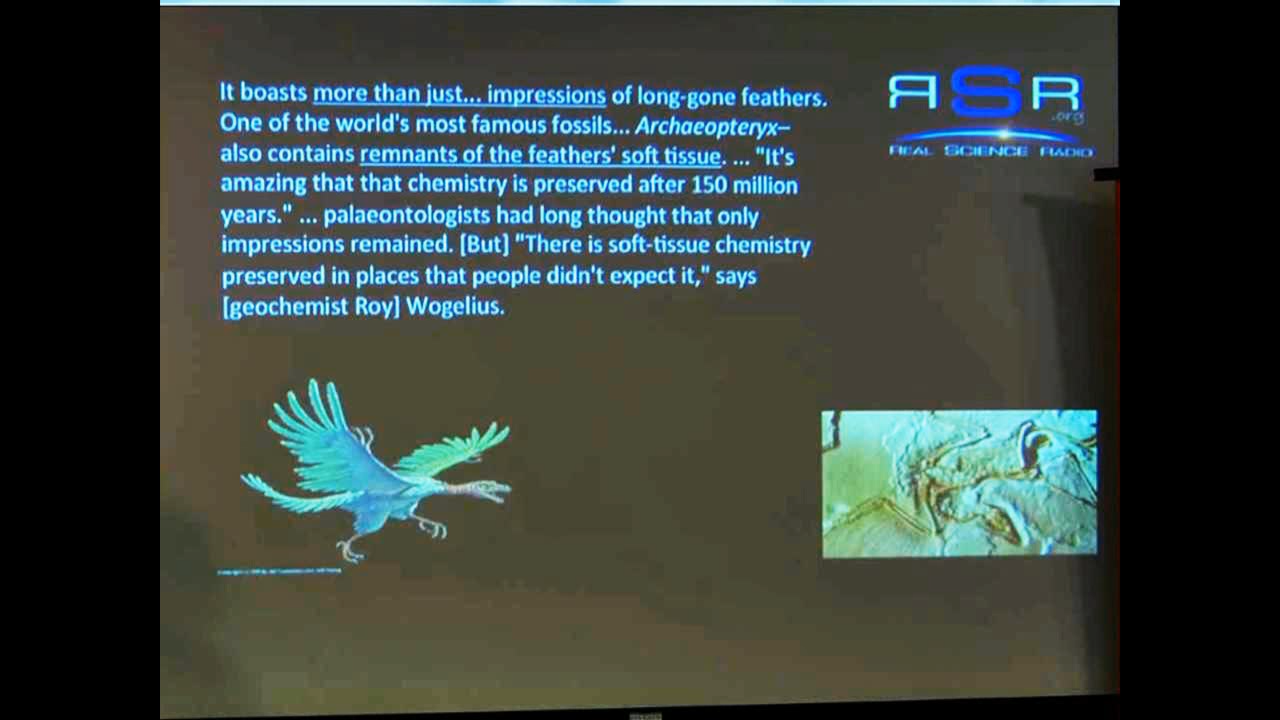 It boasts more than just... impressions of long-gone feathers.
One of the world's most famous fossils... Archaeopteryx–
also contains remnants of the feathers' soft tissue. ... "It's
amazing that that chemistry is preserved after 150 million
years." ... palaeontologists had long thought that only
impressions remained. [But] "There is soft-tissue chemistry
preserved in places that people didn't expect it," says
[geochemist Roy] Wogelius.
RSR
.org
REAL SCIENCE RADIO